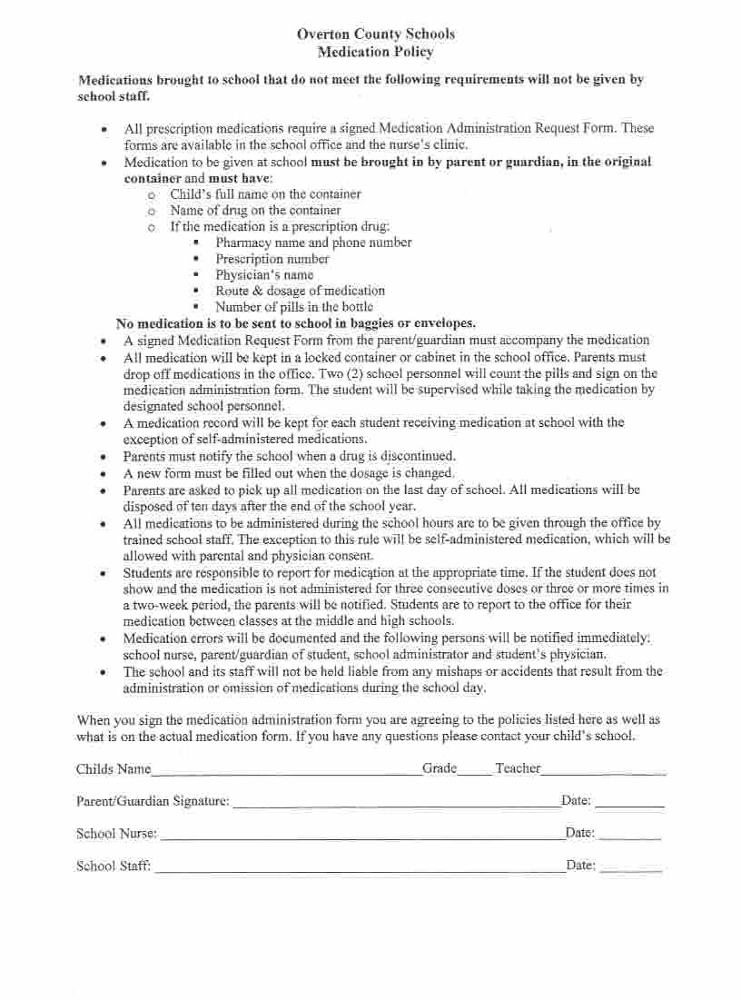 Overton County Schools
Medication Policy
Medications brought to school that do not meet the following requirements will not be given by
school staff.
• All prescription medications require a signed Medication Administration Request Form. These
forms are available in the school office and the nurse's clinic.
• Medication to be given at school must be brought in by parent or guardian, in the original
container and must have:
o Child's full name on the container
o Name of drug on the container
o If the medication is a prescription drug:
▪ Pharmacy name and phone number
▪ Prescription number
▪ Physician's name
▪ Route & dosage of medication
▪ Number of pills in the bottle
No medication is to be sent to school in baggies or envelopes.
• A signed Medication Request Form from the parent/guardian must accompany the medication
• All medication will be kept in a locked container or cabinet in the school office. Parents must
drop off medications in the office. Two (2) school personnel will count the pills and sign on the
medication administration form. The student will be supervised while taking the medication by
designated school personnel.
• A medication record will be kept for each student receiving medication at school with the
exception of self-administered medications.
• Parents must notify the school when a drug is discontinued.
• A new form must be filled out when the dosage is changed.
• Parents are asked to pick up all medication on the last day of school. All medications will be
disposed of ten days after the end of the school year.
• All medications to be administered during the school hours are to be given through the office by
trained school staff. The exception to this rule will be self-administered medication, which will be
allowed with parental and physician consent.
• Students are responsible to report for medication at the appropriate time. If the student does not
show and the medication is not administered for three consecutive doses or three or more times in
a two-week period, the parents will be notified. Students are to report to the office for their
medication between classes at the middle and high schools.
• Medication errors will be documented and the following persons will be notified immediately:
school nurse, parent/guardian of student, school administrator and student's physician.
• The school and its staff will not be held liable from any mishaps or accidents that result from the
administration or omission of medications during the school day.
When you sign the medication administration form you are agreeing to the policies listed here as well as
what is on the actual medication form. If you have any questions please contact your child's school.
Childs Name____ Grade____ Teacher____
Parent/Guardian Signature: ____ Date: ____
School Nurse: ____ Date: ____
School Staff: ____ Date: ____